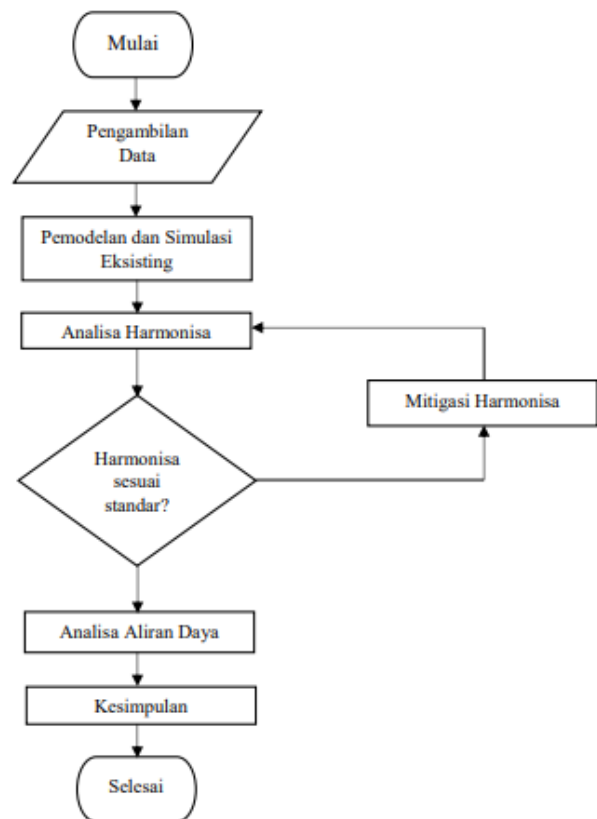 Mulai
Pengambilan
Data
Pemodelan dan Simulasi
Eksisting
Analisa Harmonisa
Mitigasi Harmonisa
Harmonisa
sesuai
standar?
Analisa Aliran Daya
Kesimpulan
Selesai